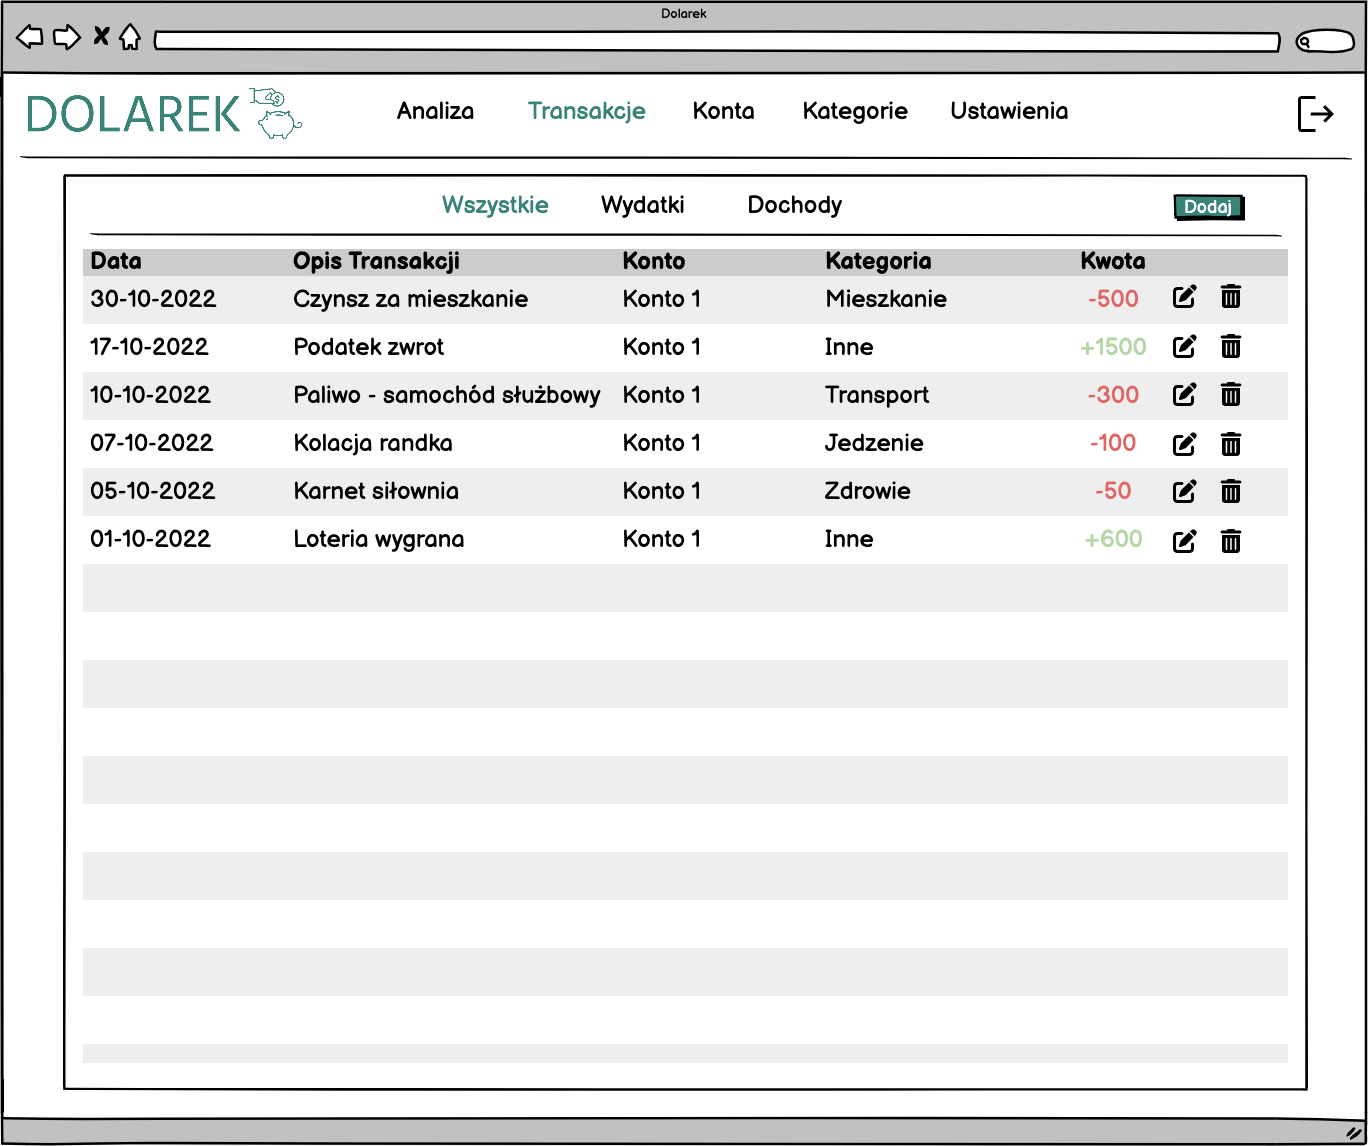 Dolarek
DOLAREK Analiza Transakcje Konta Kategorie Ustawienia
Wszystkie Wydatki Dochody Dodaj
Data Opis Transakcji Konto Kategoria Kwota
30-10-2022 Czynsz za mieszkanie Konto 1 Mieszkanie -500
17-10-2022 Podatek zwrot Konto 1 Inne +1500
10-10-2022 Paliwo - samochód służbowy Konto 1 Transport -300
07-10-2022 Kolacja randka Konto 1 Jedzenie -100
05-10-2022 Karnet siłownia Konto 1 Zdrowie -50
01-10-2022 Loteria wygrana Konto 1 Inne +600